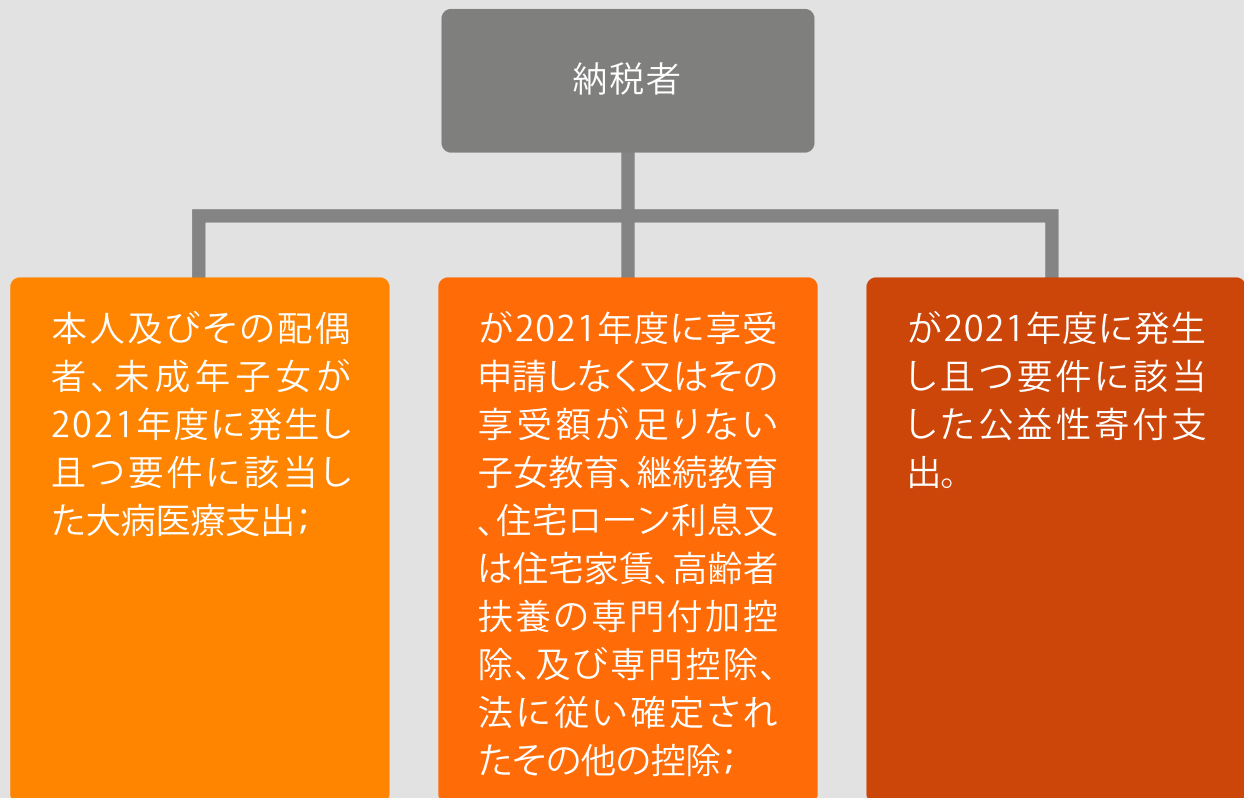 納税者
本人及びその配偶
者、未成年子女が
2021年度に発生し
且つ要件に該当し
た大病医療支出；
が2021年度に享受
申請しなく又はその
享受額が足りない
子女教育、継続教育
、住宅ローン利息又
は住宅家賃、高齢者
扶養の専門付加控
除、及び専門控除、
法に従い確定され
たその他の控除；
が2021年度に発生
し且つ要件に該当
した公益性寄付支
出。